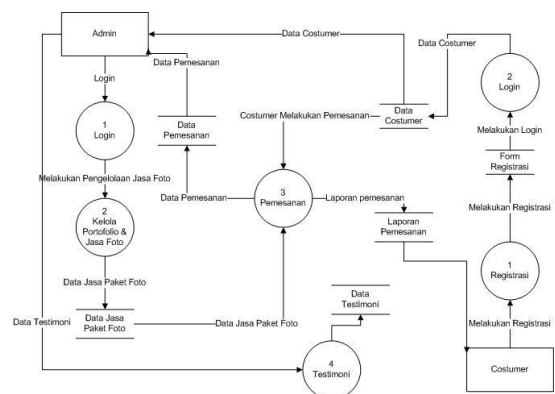 Admin
Data Costumer
Data Costumer
2
Login
Data Pemesanan
Login
1
Login
Data
Pemesanan
Costumer Melakukan Pemesanan
Data
Costumer
Melakukan Login
Form
Registrasi
Melakukan Pengelolaan Jasa Foto
Data Pemesanan
3
Pemesanan
Laporan pemesanan
2
Kelola
Portofolio &
Jasa Foto
Laporan
Pemesanan
Melakukan Registrasi
1
Registrasi
Data Jasa Paket Foto
Data
Testimoni
Data Testimoni
Data Jasa
Paket Foto
Data Jasa Paket Foto
Melakukan Registrasi
4
Testimoni
Costumer